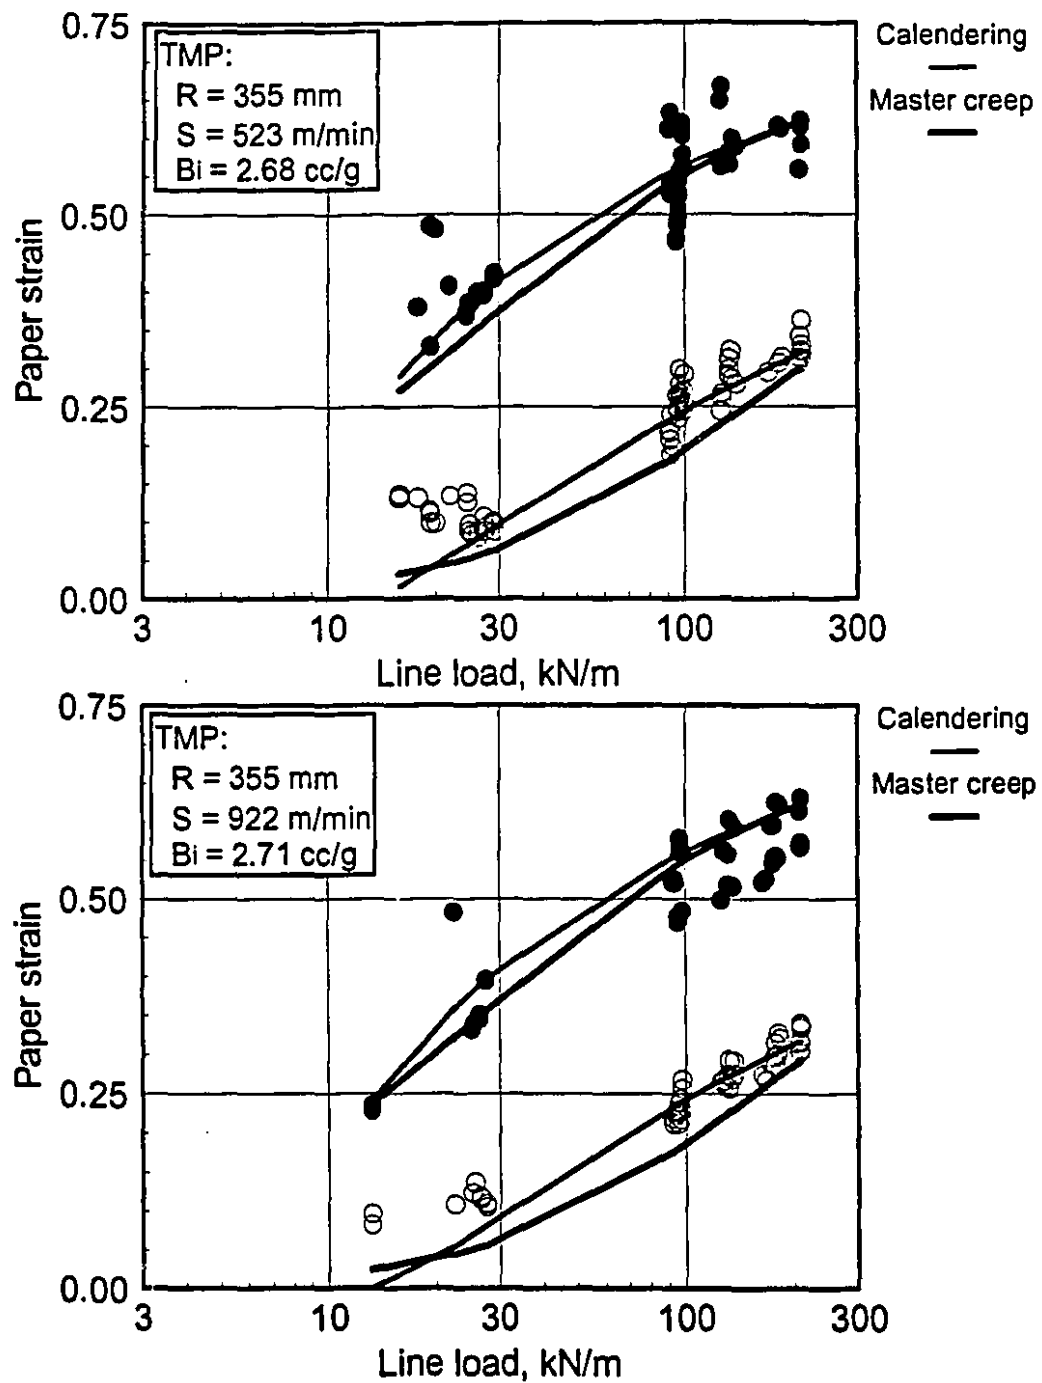 0.75
0.50
0.25
0.00
Paper strain
TMP:
R = 355 mm
S = 523 m/min
Bi = 2.68 cc/g
Calendering
Master creep
3 10 30 100 300
Line load, kN/m
0.75
0.50
0.25
0.00
Paper strain
TMP:
R = 355 mm
S = 922 m/min
Bi = 2.71 cc/g
Calendering
Master creep
3 10 30 100 300
Line load, kN/m